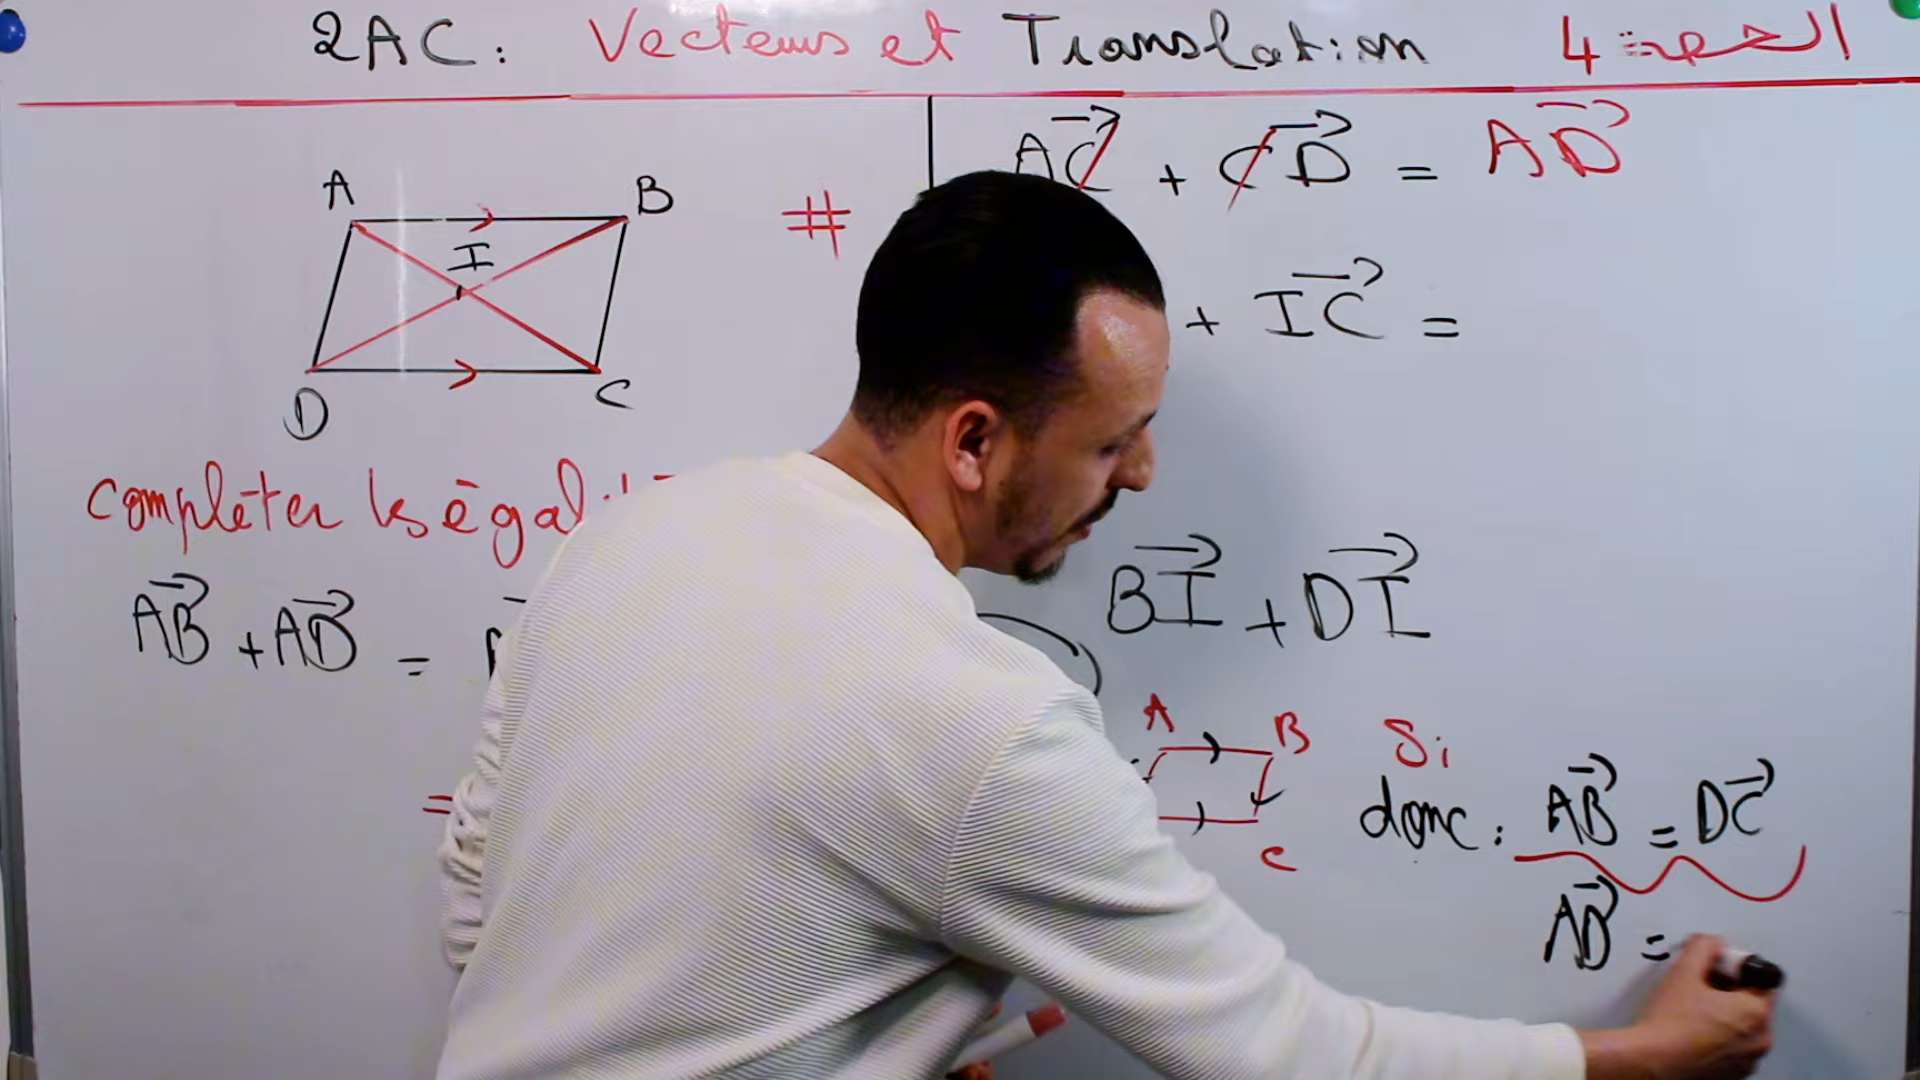 2AC: Vecteurs et Translation الحصة 4
A B
I
D C
#
compléter les égal
AB + AD =
=
AC + CD = AD
+ IC =
BI + DI
A B
C
Si
donc: AB = DC
AD =